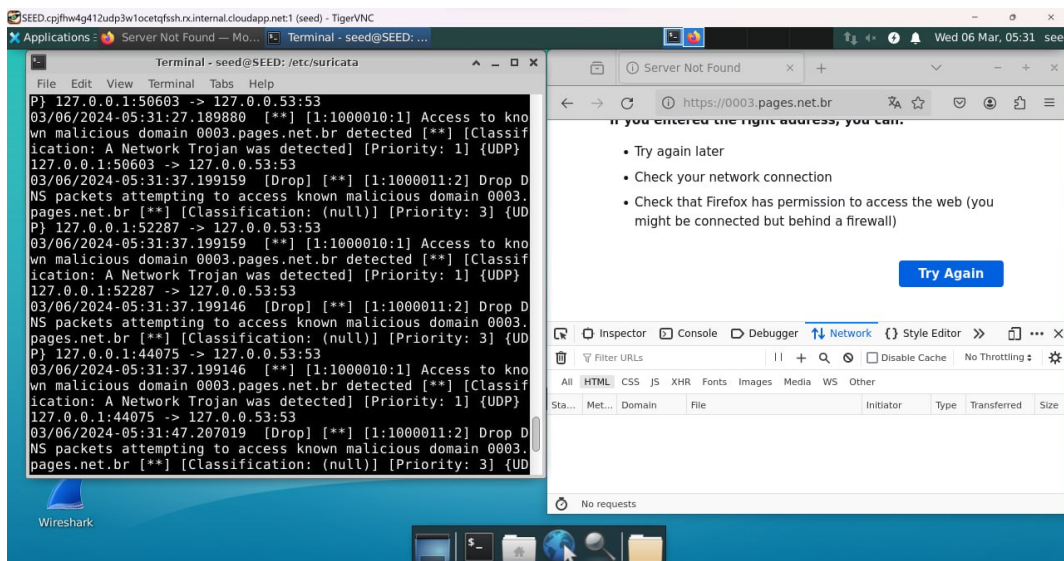 SEED.cpjfhw4g412udp3w1ocetqfssh.rx.internal.cloudapp.net:1 (seed) - TigerVNC
Applications Server Not Found — Mo... Terminal - seed@SEED: ... Wed 06 Mar, 05:31 see
Terminal - seed@SEED: /etc/suricata
File Edit View Terminal Tabs Help
P} 127.0.0.1:50603 -> 127.0.0.53:53
03/06/2024-05:31:27.189880 [**] [1:1000010:1] Access to kno
wn malicious domain 0003.pages.net.br detected [**] [Classif
ication: A Network Trojan was detected] [Priority: 1] {UDP}
127.0.0.1:50603 -> 127.0.0.53:53
03/06/2024-05:31:37.199159 [Drop] [**] [1:1000011:2] Drop D
NS packets attempting to access known malicious domain 0003.
pages.net.br [**] [Classification: (null)] [Priority: 3] {UD
P} 127.0.0.1:52287 -> 127.0.0.53:53
03/06/2024-05:31:37.199159 [**] [1:1000010:1] Access to kno
wn malicious domain 0003.pages.net.br detected [**] [Classif
ication: A Network Trojan was detected] [Priority: 1] {UDP}
127.0.0.1:52287 -> 127.0.0.53:53
03/06/2024-05:31:37.199146 [Drop] [**] [1:1000011:2] Drop D
NS packets attempting to access known malicious domain 0003.
pages.net.br [**] [Classification: (null)] [Priority: 3] {UD
P} 127.0.0.1:44075 -> 127.0.0.53:53
03/06/2024-05:31:37.199146 [**] [1:1000010:1] Access to kno
wn malicious domain 0003.pages.net.br detected [**] [Classif
ication: A Network Trojan was detected] [Priority: 1] {UDP}
127.0.0.1:44075 -> 127.0.0.53:53
03/06/2024-05:31:47.207019 [Drop] [**] [1:1000011:2] Drop D
NS packets attempting to access known malicious domain 0003.
pages.net.br [**] [Classification: (null)] [Priority: 3] {UD
Server Not Found
https://0003.pages.net.br
If you entered the right address, you can:
• Try again later
• Check your network connection
• Check that Firefox has permission to access the web (you
might be connected but behind a firewall)
Try Again
Inspector Console Debugger Network {} Style Editor
Filter URLs Disable Cache No Throttling
All HTML CSS JS XHR Fonts Images Media WS Other
Sta... Met... Domain File Initiator Type Transferred Size
No requests
Wireshark